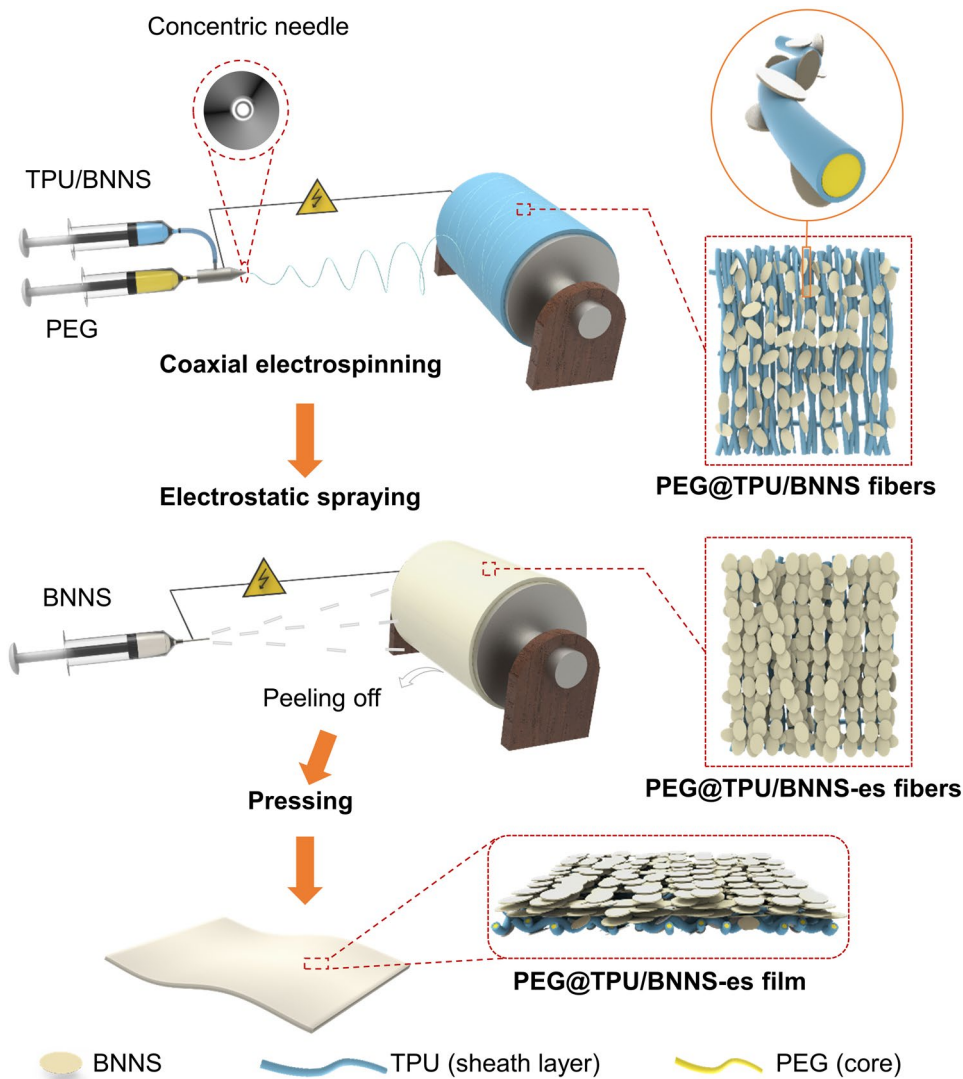 Concentric needle
TPU/BNNS
PEG
Coaxial electrospinning
PEG@TPU/BNNS fibers
Electrostatic spraying
BNNS
Peeling off
PEG@TPU/BNNS-es fibers
Pressing
PEG@TPU/BNNS-es film
BNNS
TPU (sheath layer)
PEG (core)